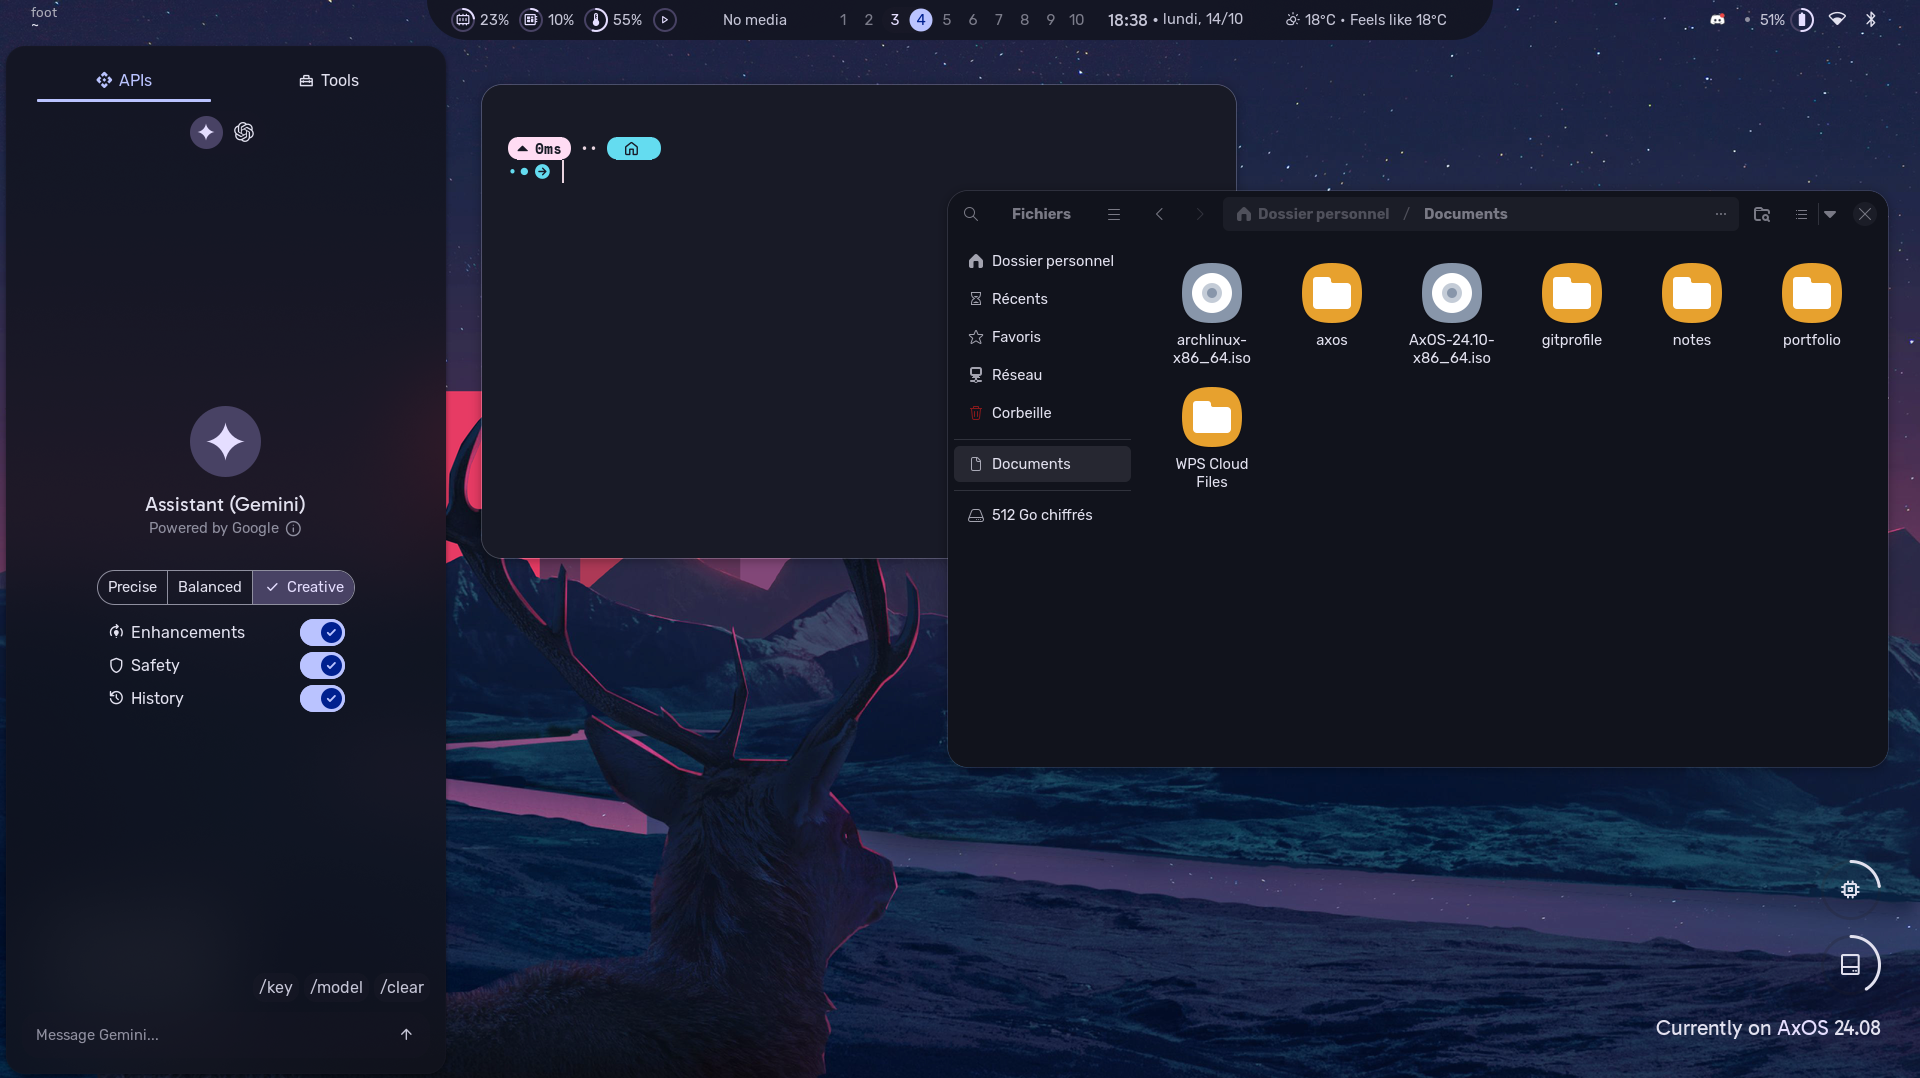 foot
~
23% 10% 55% No media 1 2 3 4 5 6 7 8 9 10 18:38 • lundi, 14/10 18°C • Feels like 18°C 51%
APIs Tools
Assistant (Gemini)
Powered by Google
Precise Balanced Creative
Enhancements
Safety
History
/key /model /clear
Message Gemini...
0ms
Fichiers Dossier personnel / Documents ...
Dossier personnel
Récents
Favoris
Réseau
Corbeille
Documents
512 Go chiffrés
archlinux-
x86_64.iso
axos
AxOS-24.10-
x86_64.iso
gitprofile
notes
portfolio
WPS Cloud
Files
Currently on AxOS 24.08